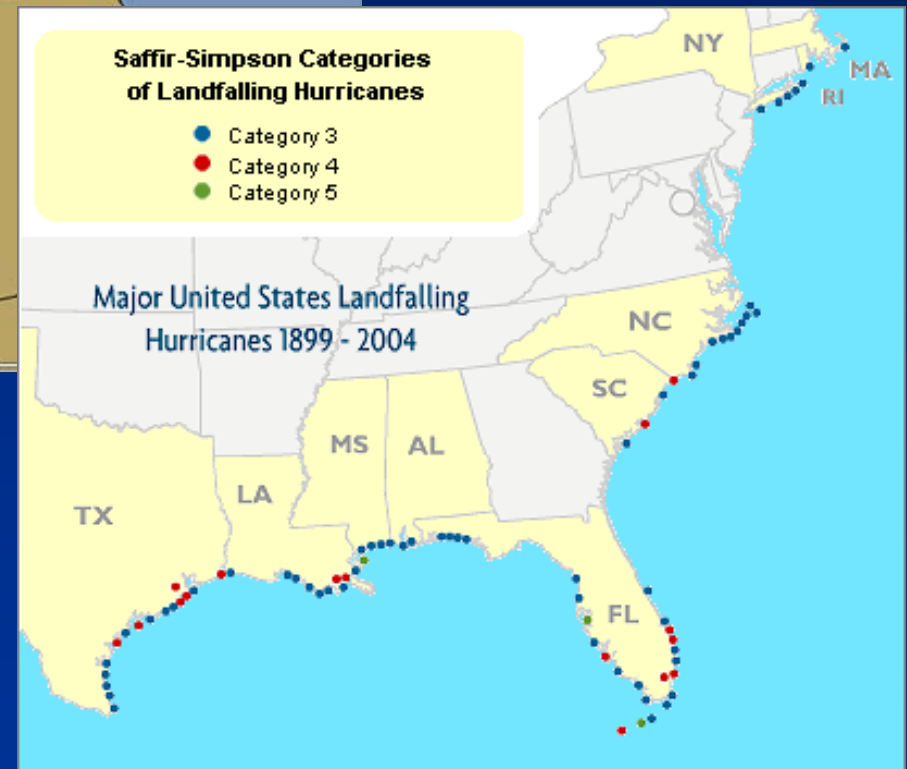 Saffir-Simpson Categories
of Landfalling Hurricanes
Category 3
Category 4
Category 5
Major United States Landfalling
Hurricanes 1899 - 2004
NY
MA
RI
NC
SC
MS
AL
LA
TX
FL